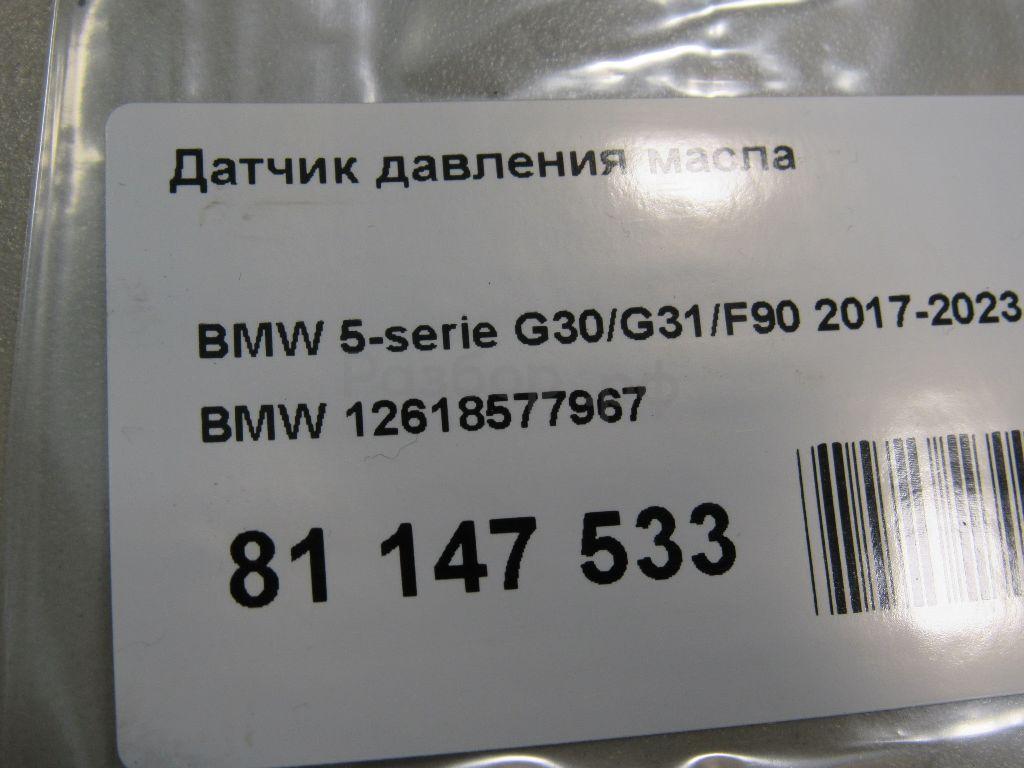 Датчик давления масла
BMW 5-serie G30/G31/F90 2017-2023
BMW 12618577967
81 147 533